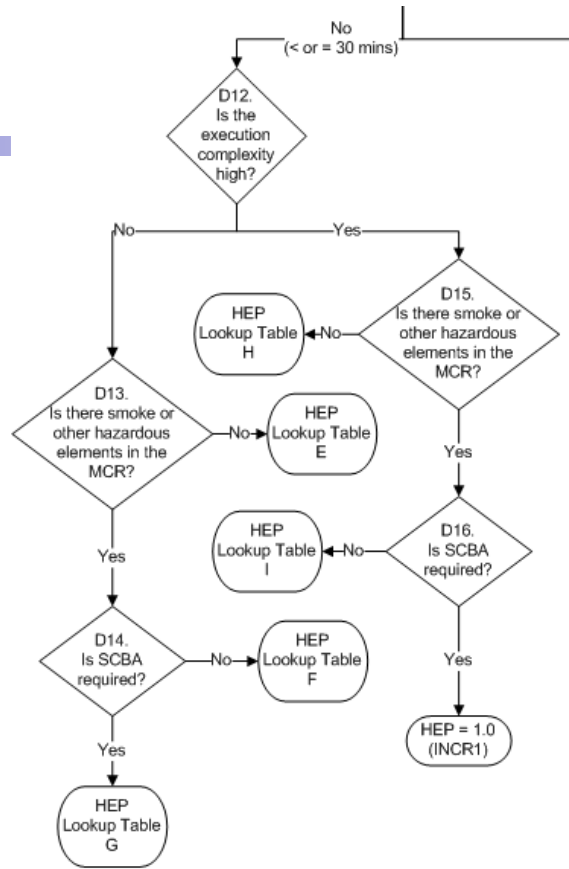 No
(< or = 30 mins)
D12.
Is the
execution
complexity
high?
No
Yes
D15.
Is there smoke or
other hazardous
elements in the
MCR?
No
HEP
Lookup Table
H
D13.
Is there smoke or
other hazardous
elements in the
MCR?
No
HEP
Lookup Table
E
Yes
Yes
D16.
Is SCBA
required?
No
HEP
Lookup Table
I
D14.
Is SCBA
required?
No
HEP
Lookup Table
F
Yes
HEP = 1.0
(INCR1)
Yes
HEP
Lookup Table
G